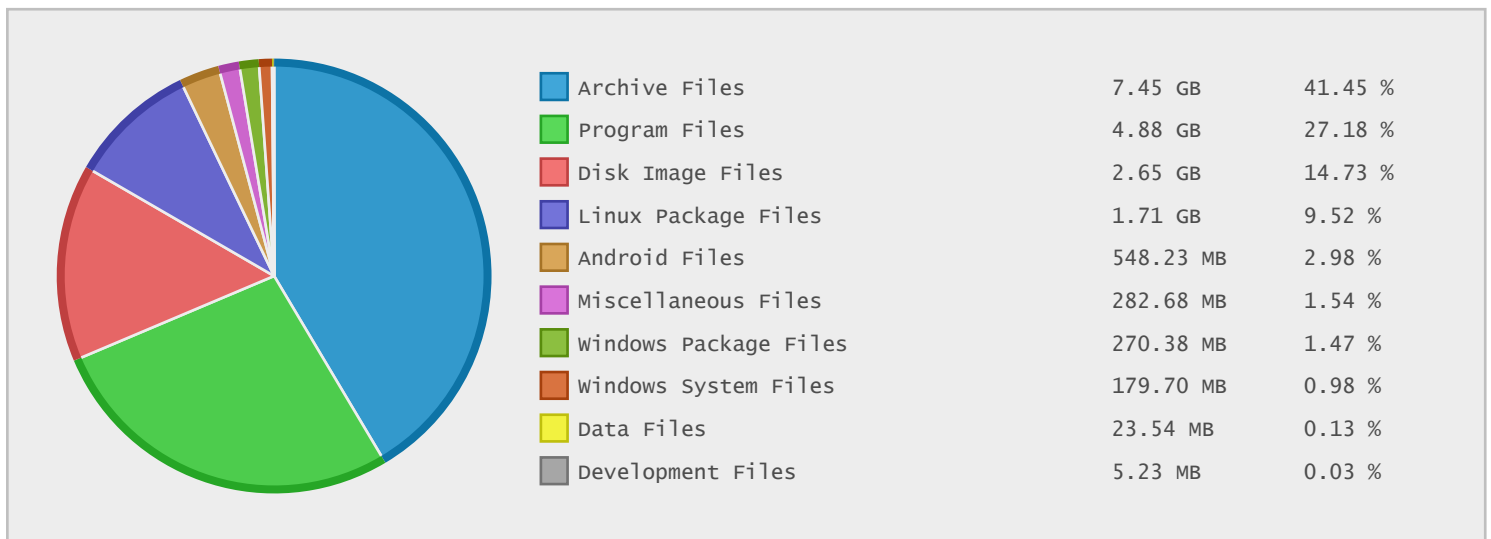 Archive Files 7.45 GB 41.45 %
Program Files 4.88 GB 27.18 %
Disk Image Files 2.65 GB 14.73 %
Linux Package Files 1.71 GB 9.52 %
Android Files 548.23 MB 2.98 %
Miscellaneous Files 282.68 MB 1.54 %
Windows Package Files 270.38 MB 1.47 %
Windows System Files 179.70 MB 0.98 %
Data Files 23.54 MB 0.13 %
Development Files 5.23 MB 0.03 %